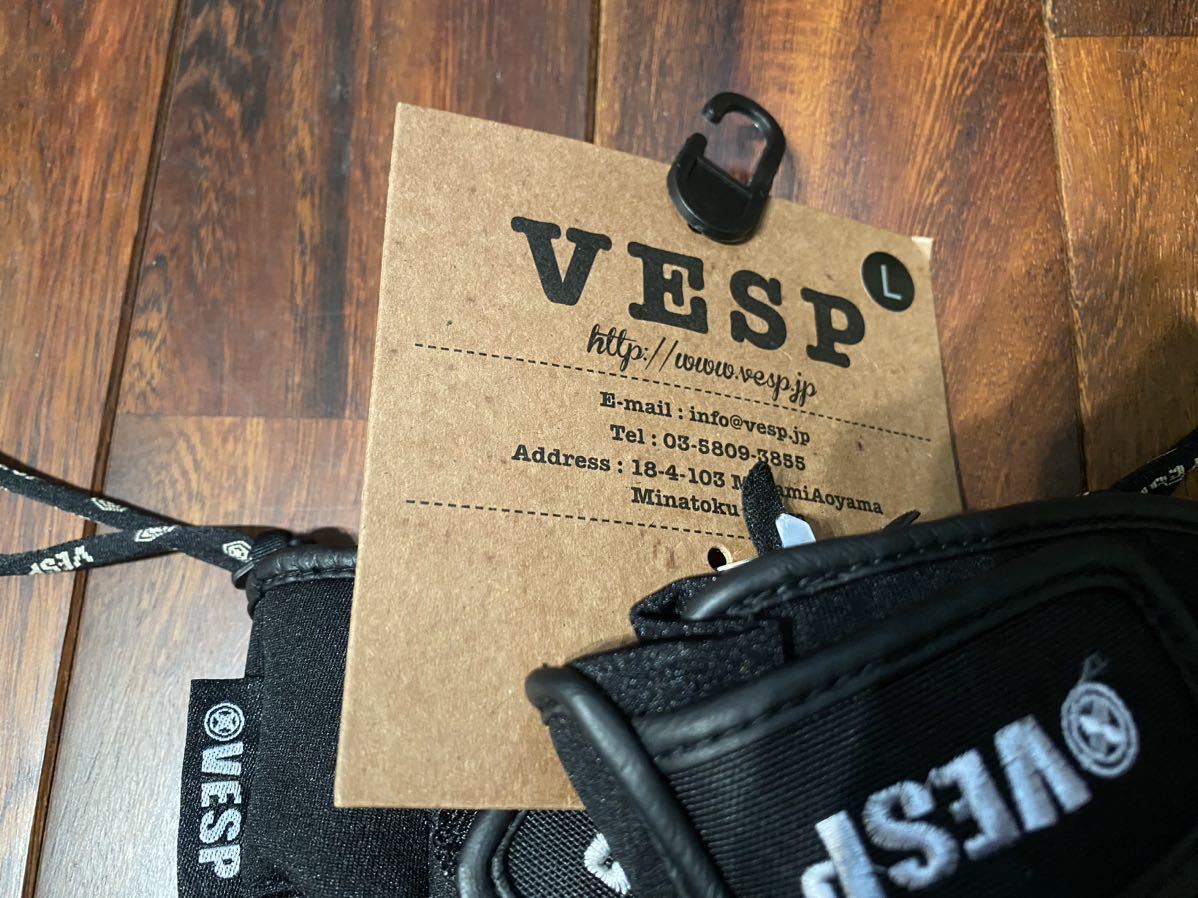 VESP
L
http://www.vesp.jp
E-mail : info@vesp.jp
Tel : 03-5809-3855
Address : 18-4-103
Minatoku
VESP
VESP
VESP